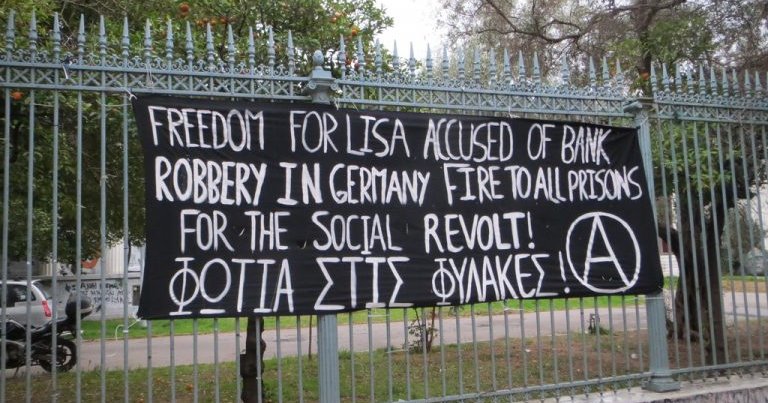 FREEDOM FOR LISA ACCUSED OF BANK
ROBBERY IN GERMANY FIRE TO ALL PRISONS
FOR THE SOCIAL REVOLT!
ΦΩΤΙΑ ΣΤΙΣ ΦΥΛΑΚΕΣ! A